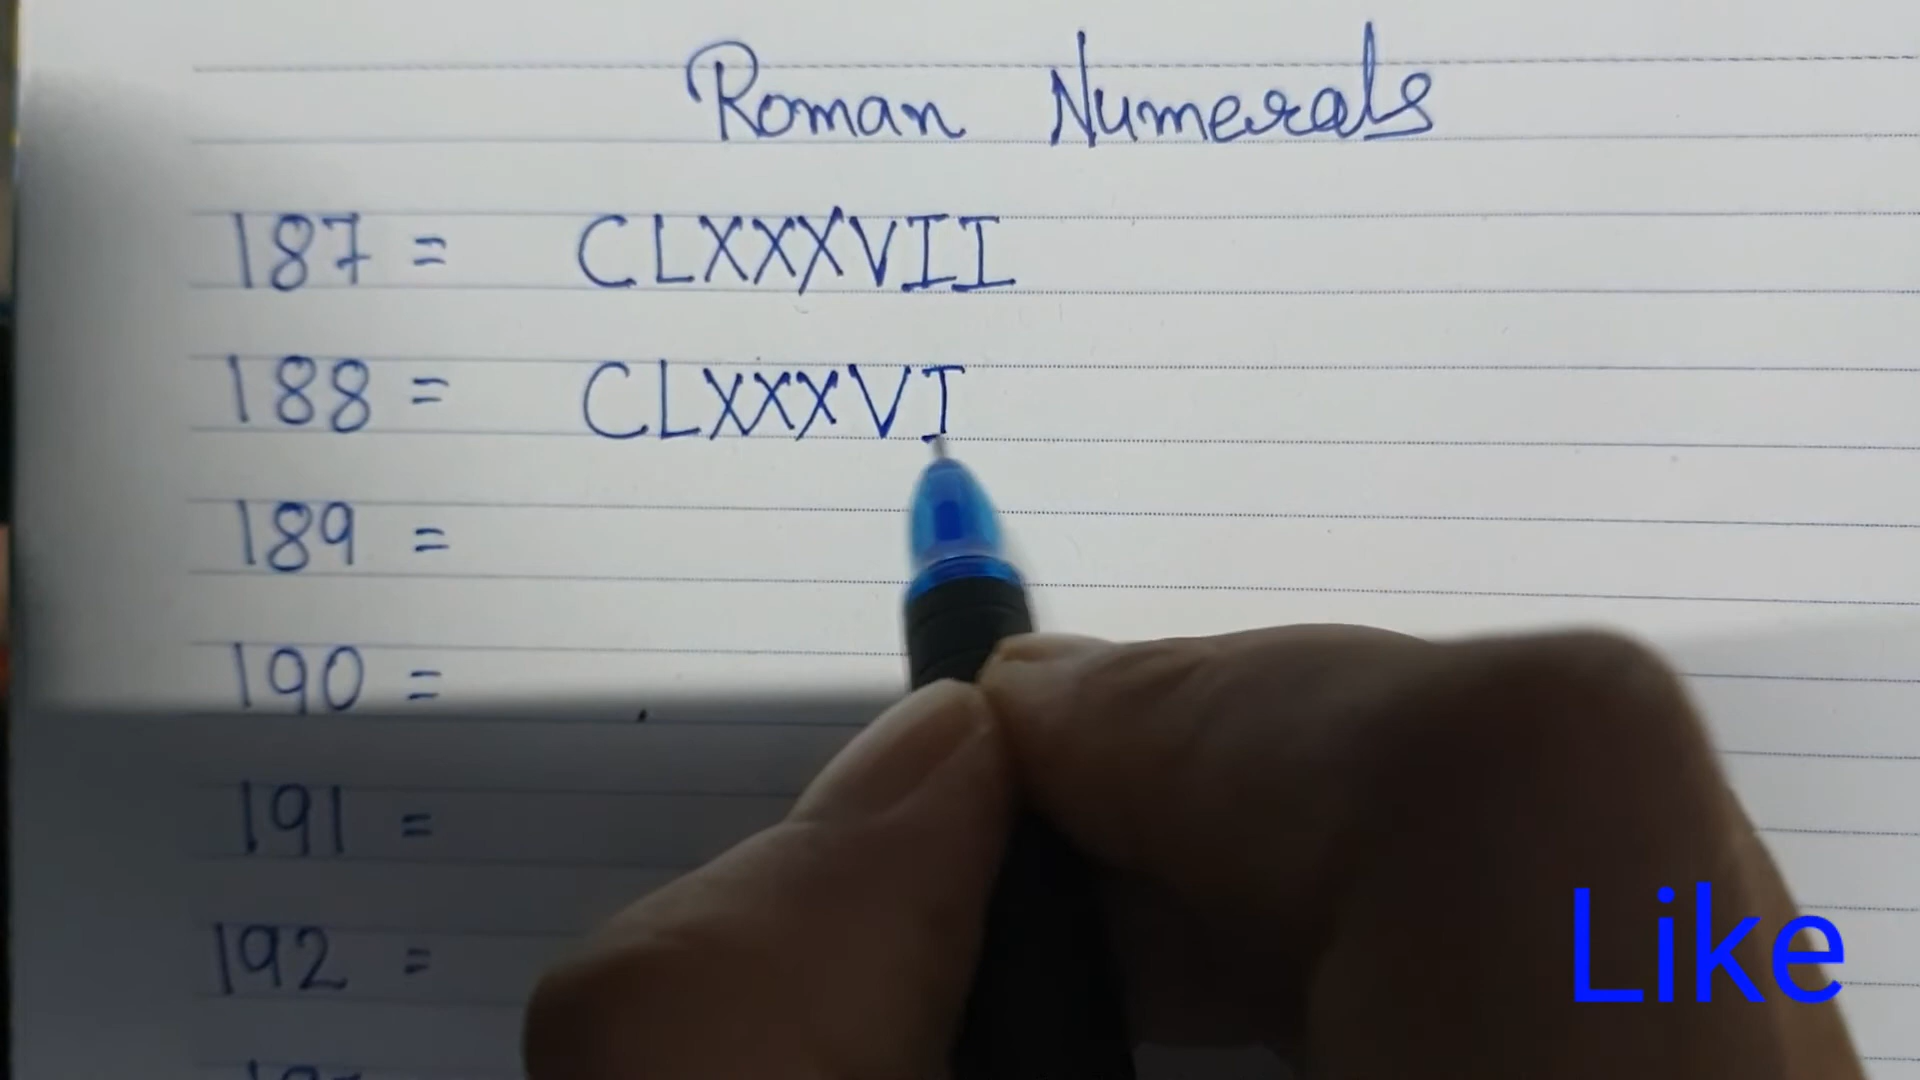 Roman Numerals
187 = CLXXXVII
188 = CLXXXVI
189 =
190 =
191 =
192 =
Like